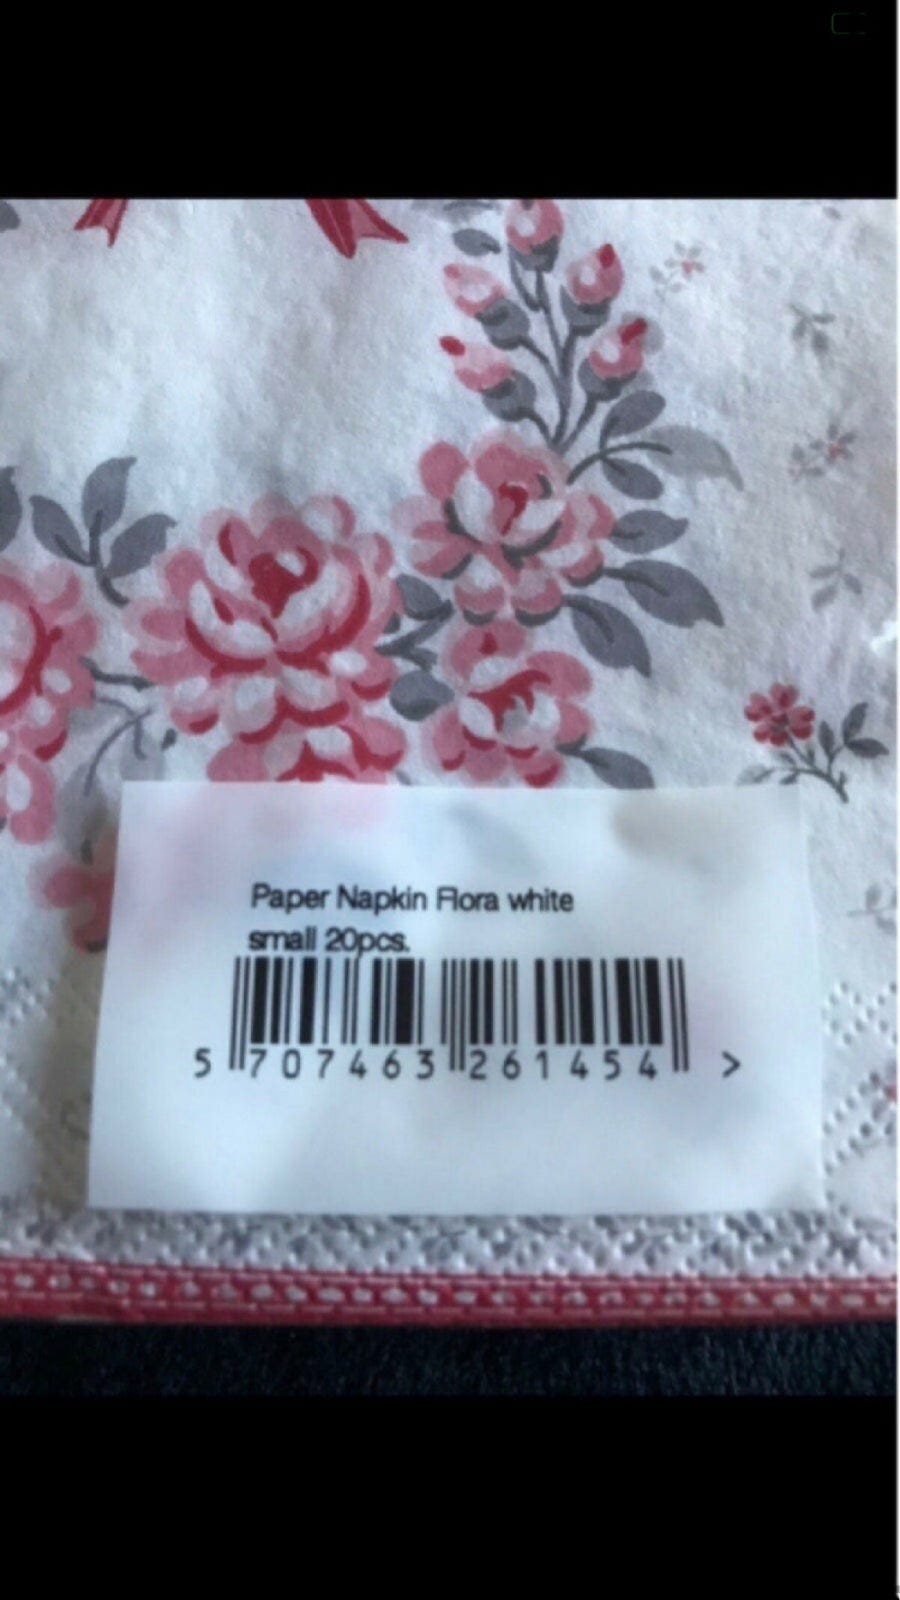 Paper Napkin Flora white
small 20pcs.
5 707463 261454 >